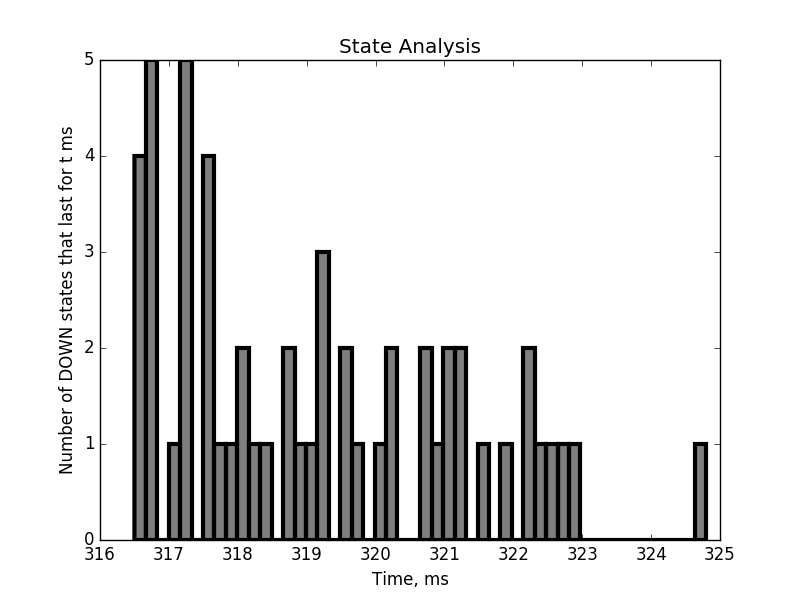 State Analysis
Number of DOWN states that last for t ms
5
4
3
2
1
0
316 317 318 319 320 321 322 323 324 325
Time, ms